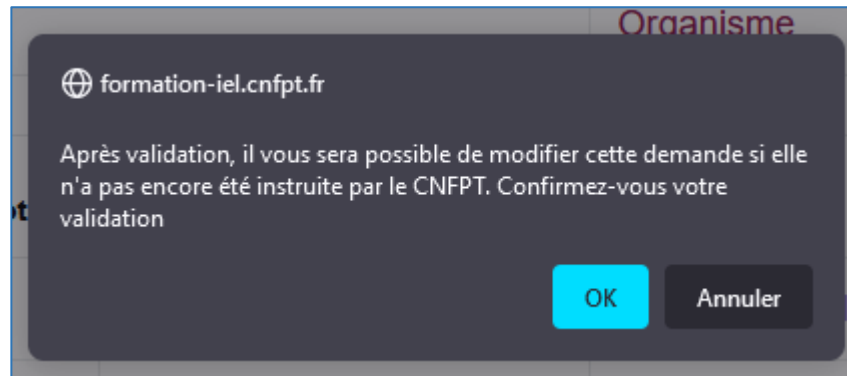 Organisme
formation-iel.cnfpt.fr
Après validation, il vous sera possible de modifier cette demande si elle
n'a pas encore été instruite par le CNFPT. Confirmez-vous votre
validation
OK
Annuler